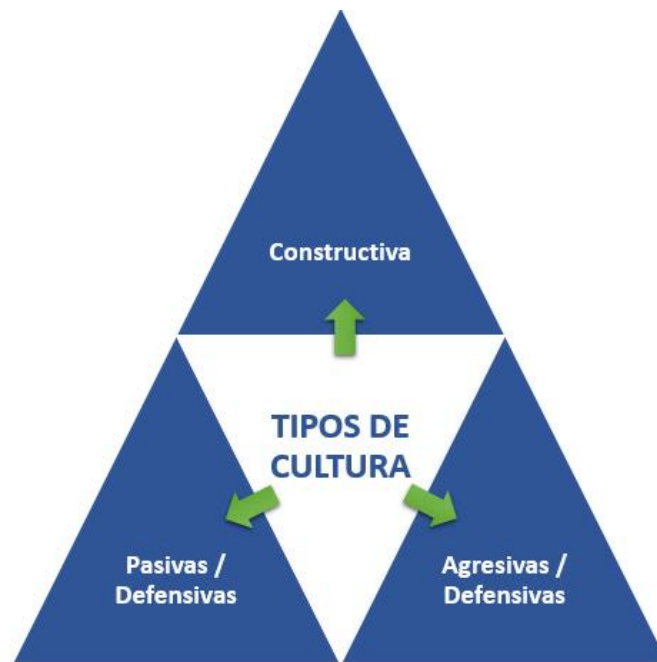 Constructiva
TIPOS DE
CULTURA
Pasivas /
Defensivas
Agresivas /
Defensivas